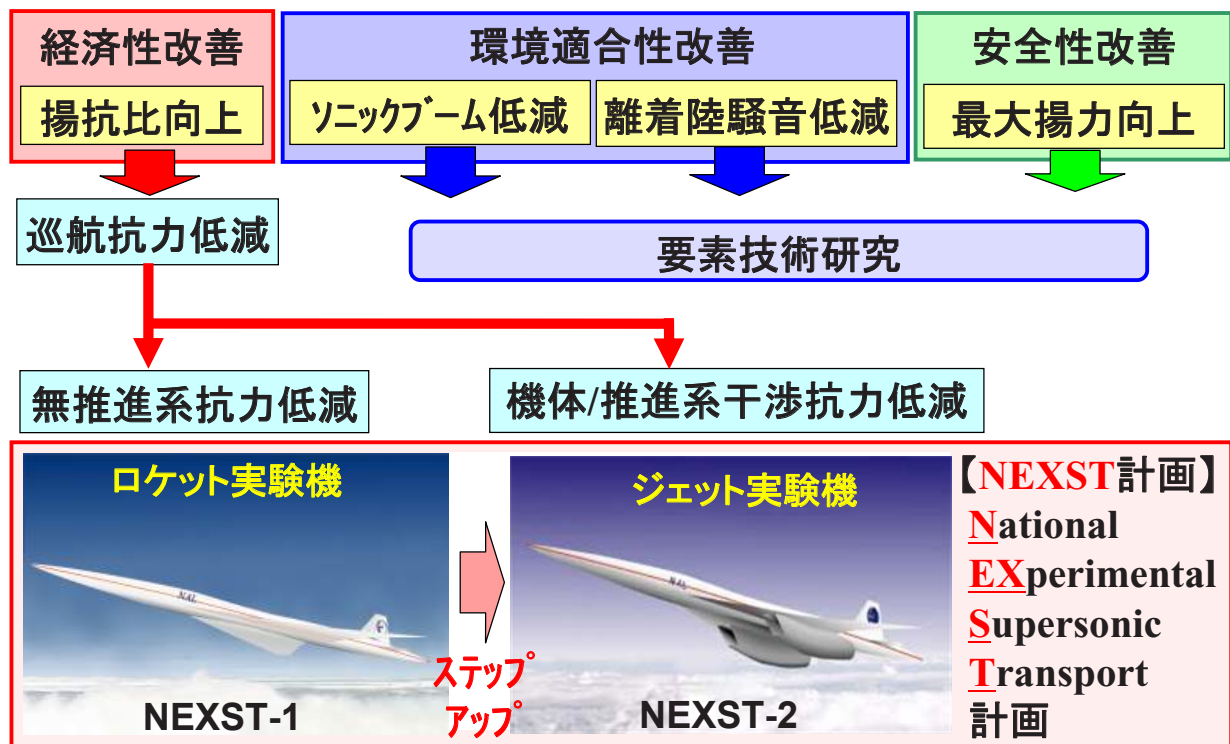 経済性改善
揚抗比向上
環境適合性改善
ソニックブーム低減
離着陸騒音低減
安全性改善
最大揚力向上
巡航抗力低減
要素技術研究
無推進系抗力低減
機体/推進系干渉抗力低減
ロケット実験機
NAL
NEXST-1
ステップ
アップ
ジェット実験機
NAL
NEXST-2
【NEXST計画】
National
EXperimental
Supersonic
Transport
計画